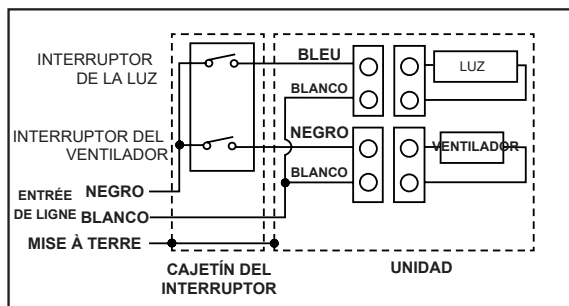 INTERRUPTOR
DE LA LUZ
BLEU
LUZ
BLANCO
INTERRUPTOR DEL
VENTILADOR
NEGRO
VENTILADOR
BLANCO
ENTRÉE
DE LIGNE
NEGRO
BLANCO
MISE À TERRE
CAJETÍN DEL
INTERRUPTOR
UNIDAD